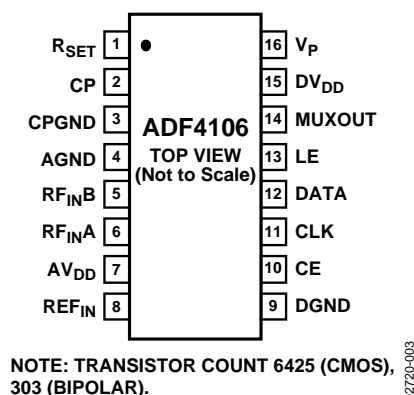 RSET 1
CP 2
CPGND 3
AGND 4
RFINB 5
RFINA 6
AVDD 7
REFIN 8
ADF4106
TOP VIEW
(Not to Scale)
16 VP
15 DVDD
14 MUXOUT
13 LE
12 DATA
11 CLK
10 CE
9 DGND
NOTE: TRANSISTOR COUNT 6425 (CMOS),
303 (BIPOLAR).
02720-003